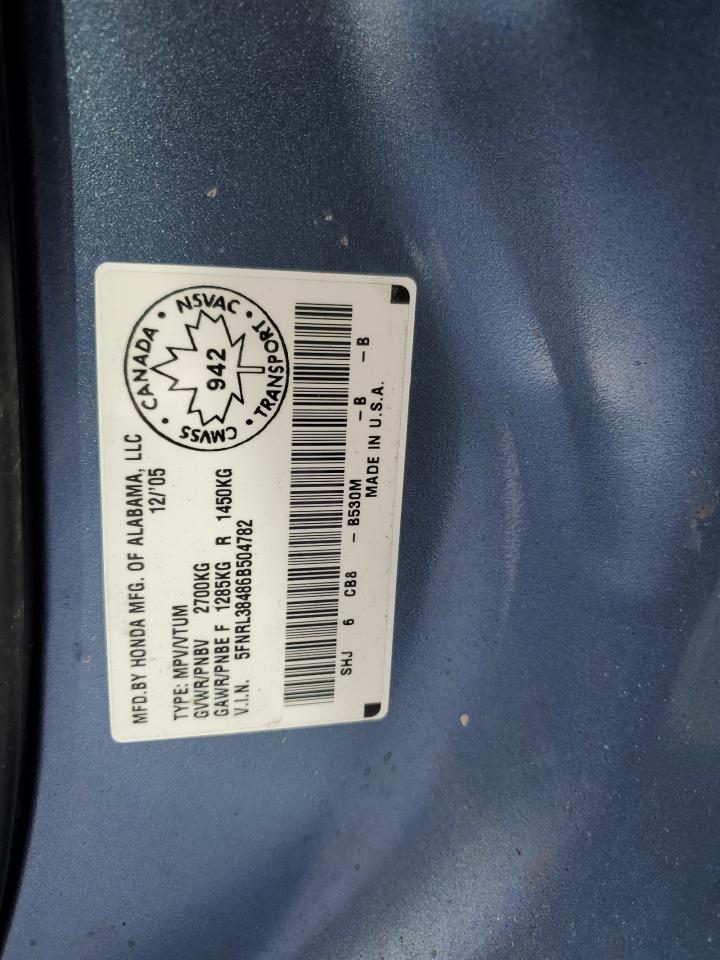 MFD.BY HONDA MFG. OF ALABAMA, LLC
12/'05
TYPE: MPV/VTUM
GVWR/PNBV 2700KG
GAWR/PNBE F 1285KG R 1450KG
V.I.N. 5FNRL38486B504782
CANADA • NSVAC • TRANSPORT • CMVSS •
942
SHJ 6 CB8 - B530M - B - B
MADE IN U.S.A.